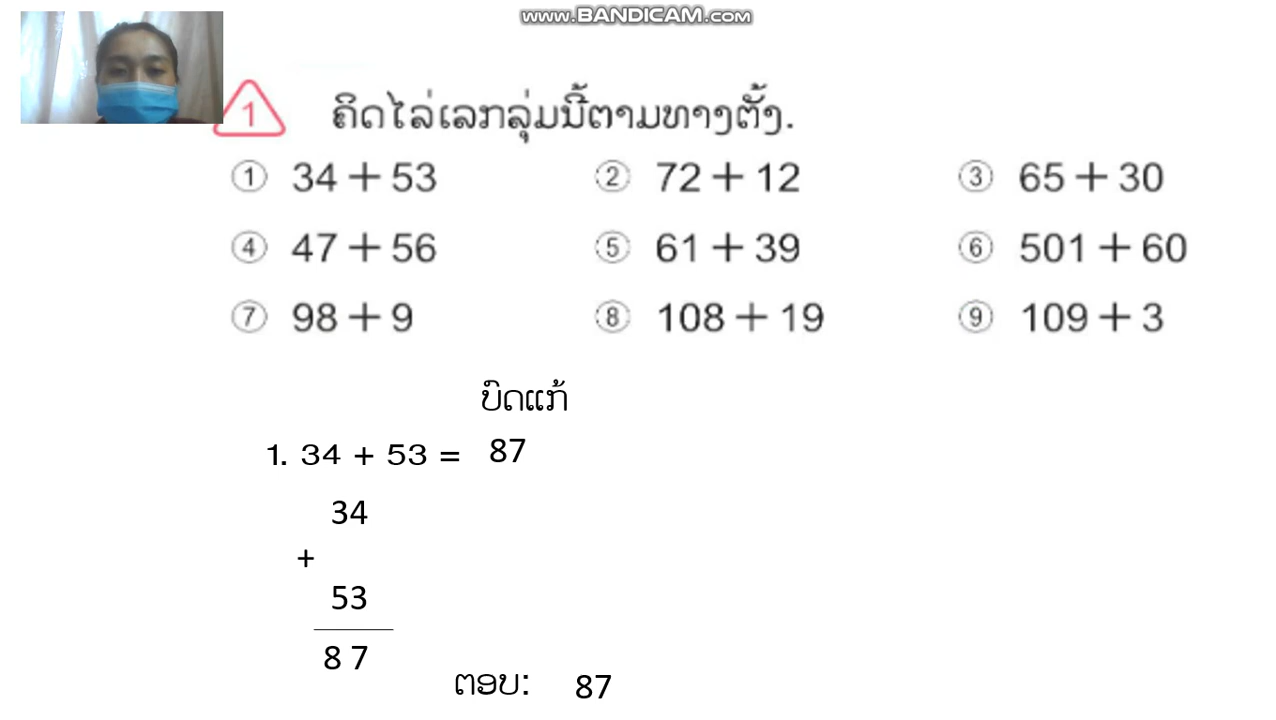 www.BANDICAM.com
1 ຄິດໄລ່ເລກລຸ່ມນີ້ຕາມທາງຕັ້ງ.
① 34 + 53 ② 72 + 12 ③ 65 + 30
④ 47 + 56 ⑤ 61 + 39 ⑥ 501 + 60
⑦ 98 + 9 ⑧ 108 + 19 ⑨ 109 + 3
ບົດແກ້
1. 34 + 53 = 87
34
+
53
8 7
ຕອບ: 87